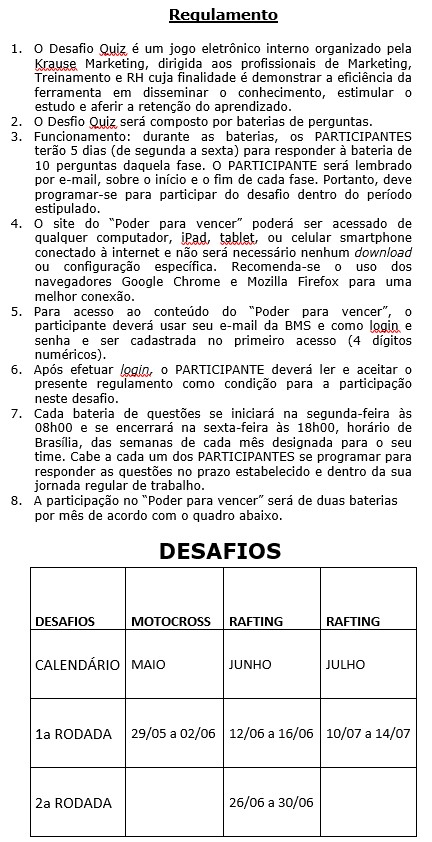 Regulamento
1. O Desafio Quiz é um jogo eletrônico interno organizado pela
Krause Marketing, dirigida aos profissionais de Marketing,
Treinamento e RH cuja finalidade é demonstrar a eficiência da
ferramenta em disseminar o conhecimento, estimular o
estudo e aferir a retenção do aprendizado.
2. O Desfio Quiz será composto por baterias de perguntas.
3. Funcionamento: durante as baterias, os PARTICIPANTES
terão 5 dias (de segunda a sexta) para responder à bateria de
10 perguntas daquela fase. O PARTICIPANTE será lembrado
por e-mail, sobre o início e o fim de cada fase. Portanto, deve
programar-se para participar do desafio dentro do período
estipulado.
4. O site do “Poder para vencer” poderá ser acessado de
qualquer computador, iPad, tablet, ou celular smartphone
conectado à internet e não será necessário nenhum download
ou configuração específica. Recomenda-se o uso dos
navegadores Google Chrome e Mozilla Firefox para uma
melhor conexão.
5. Para acesso ao conteúdo do “Poder para vencer”, o
participante deverá usar seu e-mail da BMS e como login e
senha e ser cadastrada no primeiro acesso (4 dígitos
numéricos).
6. Após efetuar login, o PARTICIPANTE deverá ler e aceitar o
presente regulamento como condição para a participação
neste desafio.
7. Cada bateria de questões se iniciará na segunda-feira às
08h00 e se encerrará na sexta-feira às 18h00, horário de
Brasília, das semanas de cada mês designada para o seu
time. Cabe a cada um dos PARTICIPANTES se programar para
responder as questões no prazo estabelecido e dentro da sua
jornada regular de trabalho.
8. A participação no “Poder para vencer” será de duas baterias
por mês de acordo com o quadro abaixo.
DESAFIOS
DESAFIOS MOTOCROSS RAFTING RAFTING
CALENDÁRIO MAIO JUNHO JULHO
1a RODADA 29/05 a 02/06 12/06 a 16/06 10/07 a 14/07
2a RODADA 26/06 a 30/06